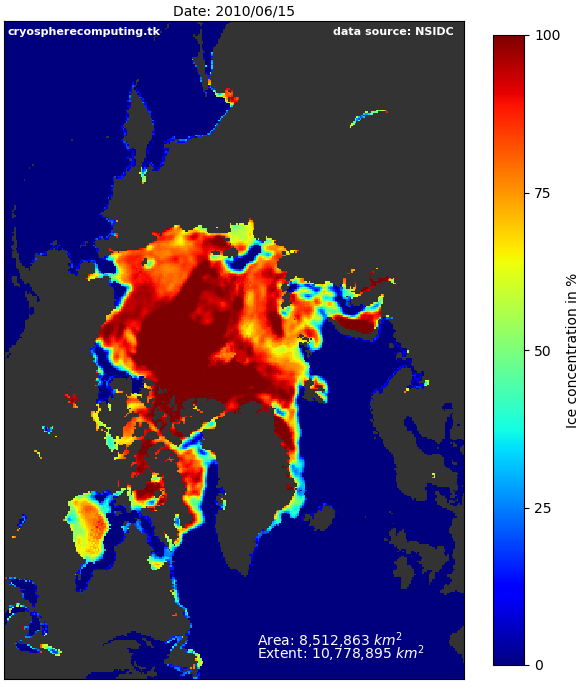 Date: 2010/06/15
cryospherecomputing.tk
data source: NSIDC
100
75
50
25
0
Ice concentration in %
Area: 8,512,863 km²
Extent: 10,778,895 km²